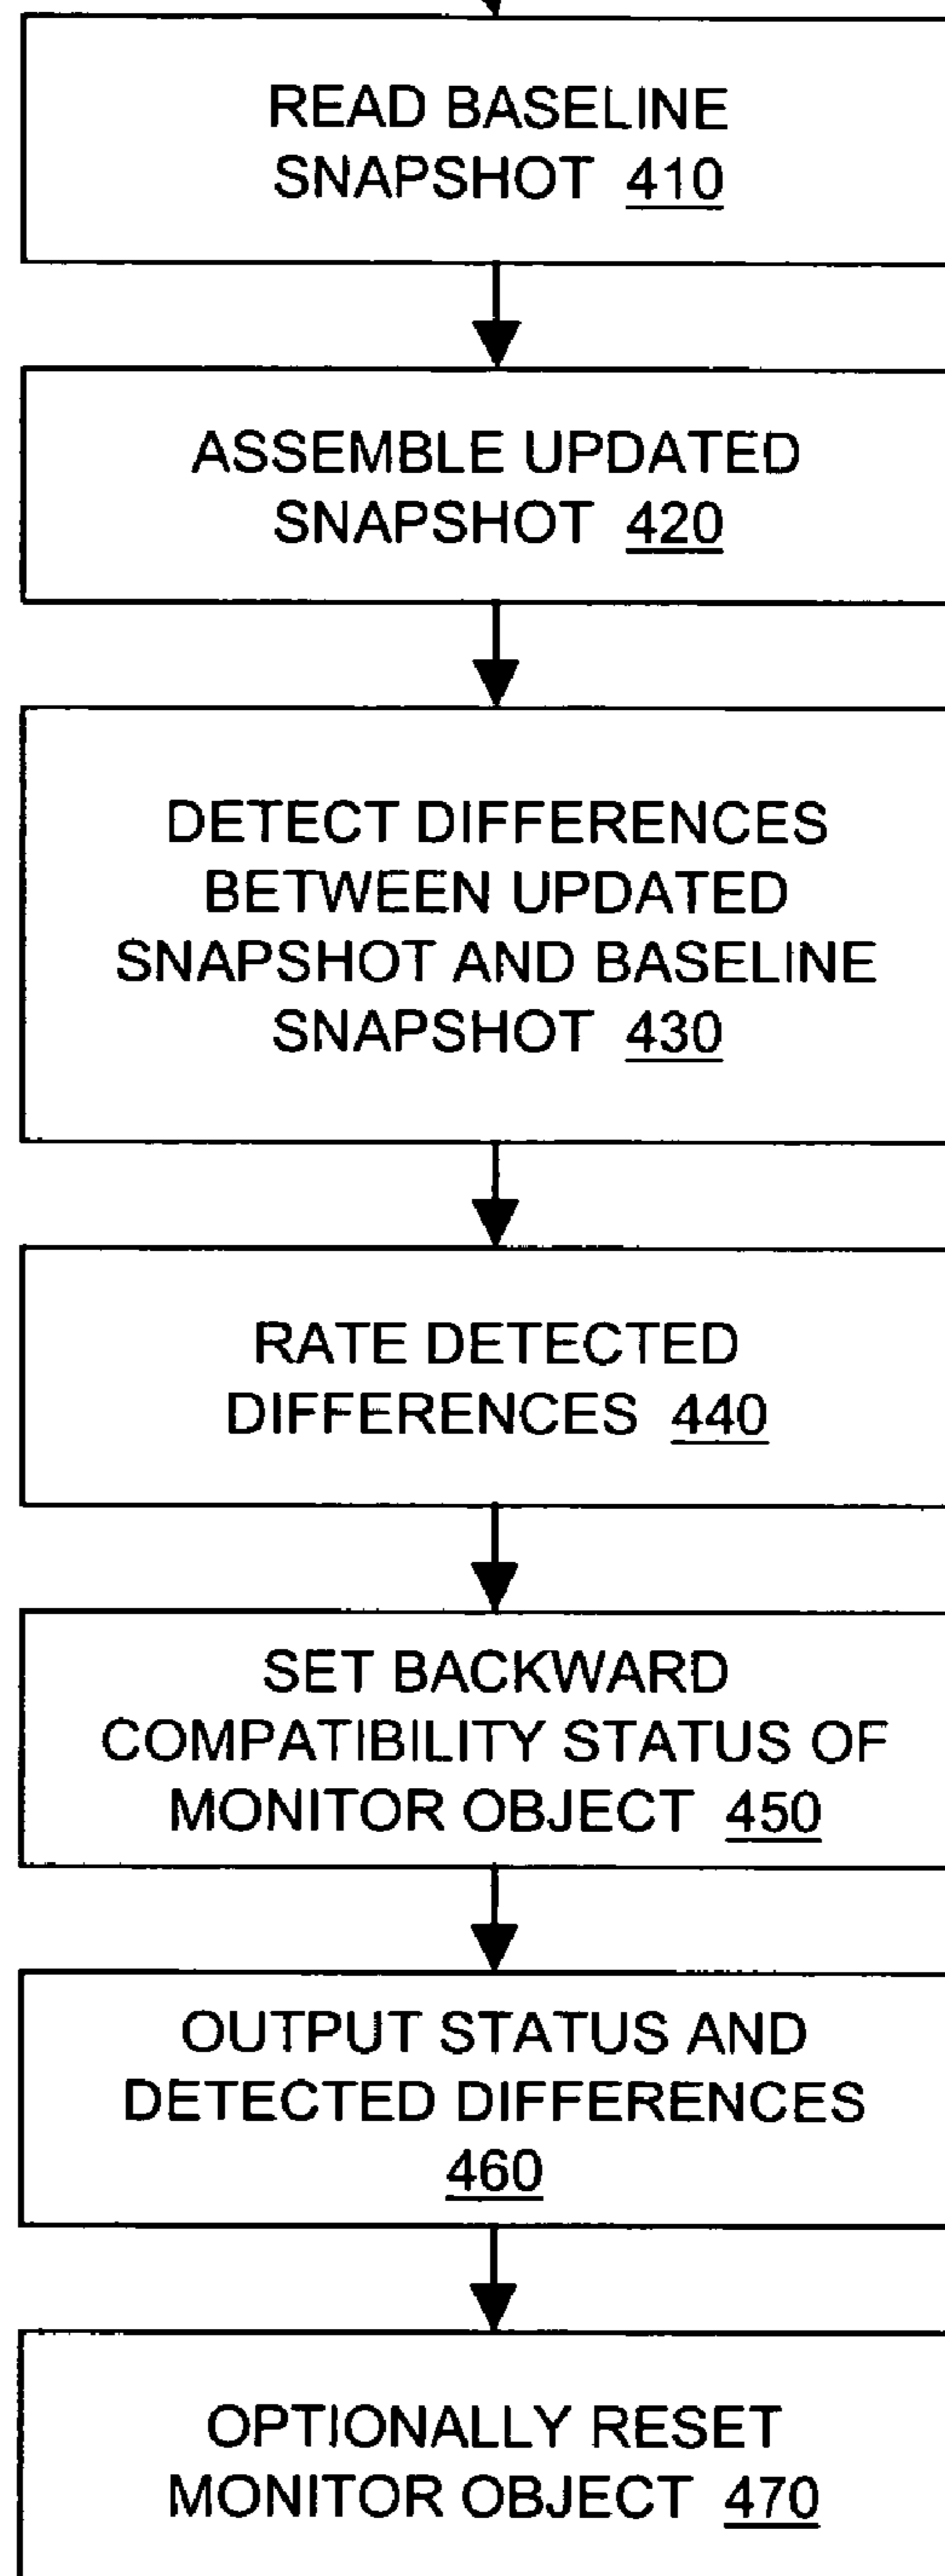 READ BASELINE
SNAPSHOT 410
ASSEMBLE UPDATED
SNAPSHOT 420
DETECT DIFFERENCES
BETWEEN UPDATED
SNAPSHOT AND BASELINE
SNAPSHOT 430
RATE DETECTED
DIFFERENCES 440
SET BACKWARD
COMPATIBILITY STATUS OF
MONITOR OBJECT 450
OUTPUT STATUS AND
DETECTED DIFFERENCES
460
OPTIONALLY RESET
MONITOR OBJECT 470